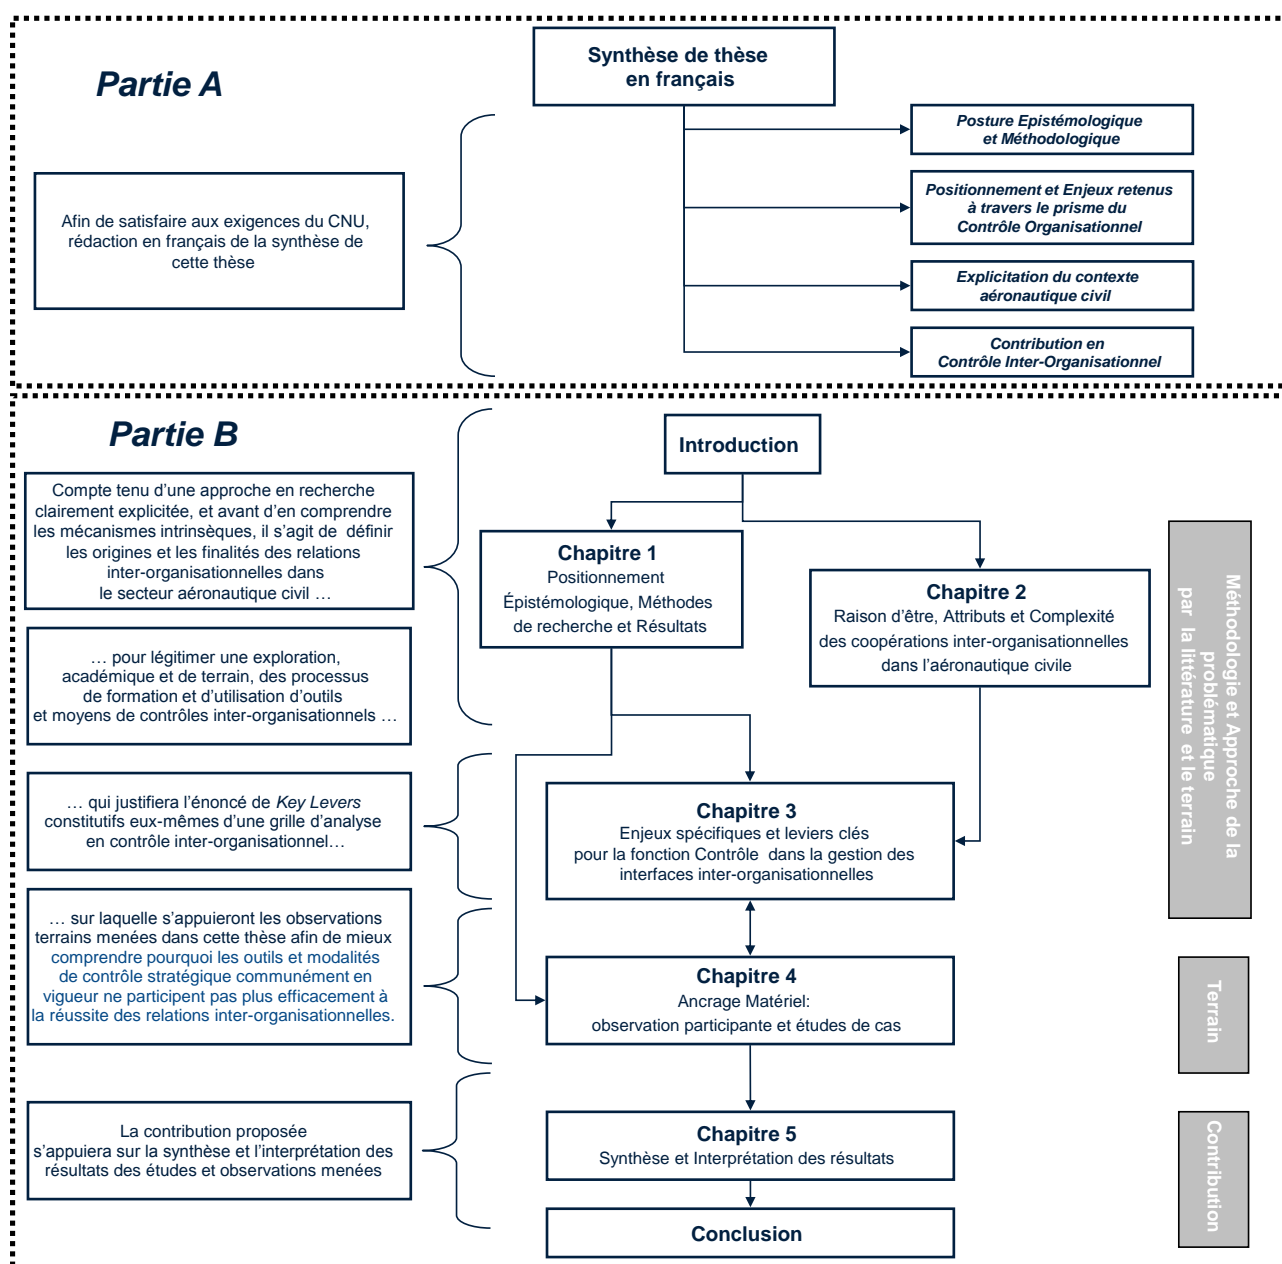 Partie A
Synthèse de thèse
en français
Afin de satisfaire aux exigences du CNU,
rédaction en français de la synthèse de
cette thèse
Posture Epistémologique
et Méthodologique
Positionnement et Enjeux retenus
à travers le prisme du
Contrôle Organisationnel
Explicitation du contexte
aéronautique civil
Contribution en
Contrôle Inter-Organisationnel
Partie B
Introduction
Compte tenu d’une approche en recherche
clairement explicitée, et avant d’en comprendre
les mécanismes intrinsèques, il s’agit de définir
les origines et les finalités des relations
inter-organisationnelles dans
le secteur aéronautique civil …
Chapitre 1
Positionnement
Épistémologique, Méthodes
de recherche et Résultats
Chapitre 2
Raison d’être, Attributs et Complexité
des coopérations inter-organisationnelles
dans l’aéronautique civile
… pour légitimer une exploration,
académique et de terrain, des processus
de formation et d’utilisation d’outils
et moyens de contrôles inter-organisationnels …
… qui justifiera l’énoncé de Key Levers
constitutifs eux-mêmes d’une grille d’analyse
en contrôle inter-organisationnel…
Chapitre 3
Enjeux spécifiques et leviers clés
pour la fonction Contrôle dans la gestion des
interfaces inter-organisationnelles
Méthodologie et Approche de la
problématique
par la littérature et le terrain
… sur laquelle s’appuieront les observations
terrains menées dans cette thèse afin de mieux
comprendre pourquoi les outils et modalités
de contrôle stratégique communément en
vigueur ne participent pas plus efficacement à
la réussite des relations inter-organisationnelles.
Chapitre 4
Ancrage Matériel:
observation participante et études de cas
Terrain
La contribution proposée
s’appuiera sur la synthèse et l’interprétation des
résultats des études et observations menées
Chapitre 5
Synthèse et Interprétation des résultats
Conclusion
Contribution